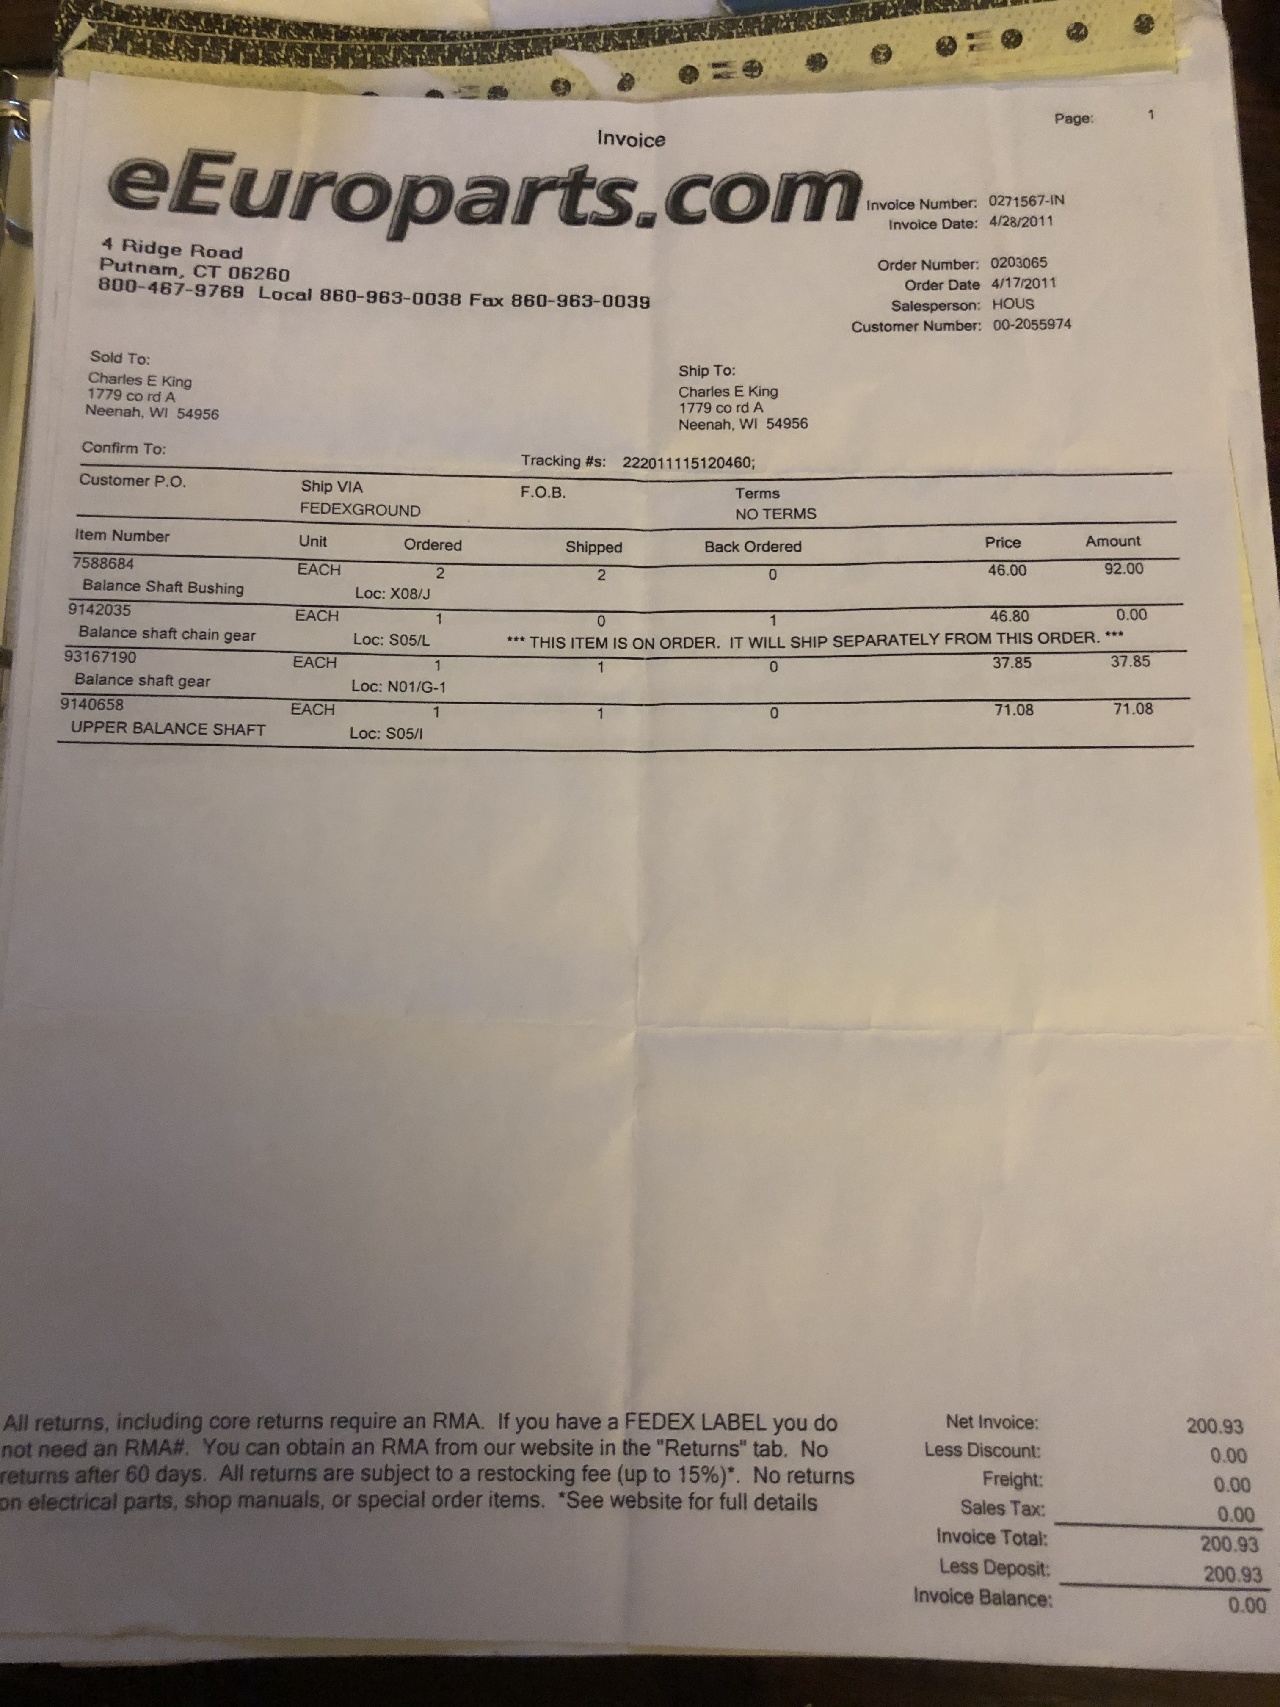 Page: 1
Invoice
eEuroparts.com
Invoice Number: 0271567-IN
Invoice Date: 4/28/2011
4 Ridge Road
Putnam, CT 06260
800-467-9769 Local 860-963-0038 Fax 860-963-0039
Order Number: 0203065
Order Date 4/17/2011
Salesperson: HOUS
Customer Number: 00-2055974
Sold To:
Charles E King
1779 co rd A
Neenah, WI 54956
Ship To:
Charles E King
1779 co rd A
Neenah, WI 54956
Confirm To:
Tracking #s: 222011115120460;
Customer P.O. Ship VIA F.O.B. Terms
FEDEXGROUND NO TERMS
Item Number Unit Ordered Shipped Back Ordered Price Amount
7588684 EACH 2 2 0 46.00 92.00
Balance Shaft Bushing Loc: X08/J
9142035 EACH 1 0 1 46.80 0.00
Balance shaft chain gear Loc: S05/L *** THIS ITEM IS ON ORDER. IT WILL SHIP SEPARATELY FROM THIS ORDER. ***
93167190 EACH 1 1 0 37.85 37.85
Balance shaft gear Loc: N01/G-1
9140658 EACH 1 1 0 71.08 71.08
UPPER BALANCE SHAFT Loc: S05/I
All returns, including core returns require an RMA. If you have a FEDEX LABEL you do
not need an RMA#. You can obtain an RMA from our website in the "Returns" tab. No
returns after 60 days. All returns are subject to a restocking fee (up to 15%)*. No returns
on electrical parts, shop manuals, or special order items. *See website for full details
Net Invoice: 200.93
Less Discount: 0.00
Freight: 0.00
Sales Tax: 0.00
Invoice Total: 200.93
Less Deposit: 200.93
Invoice Balance: 0.00